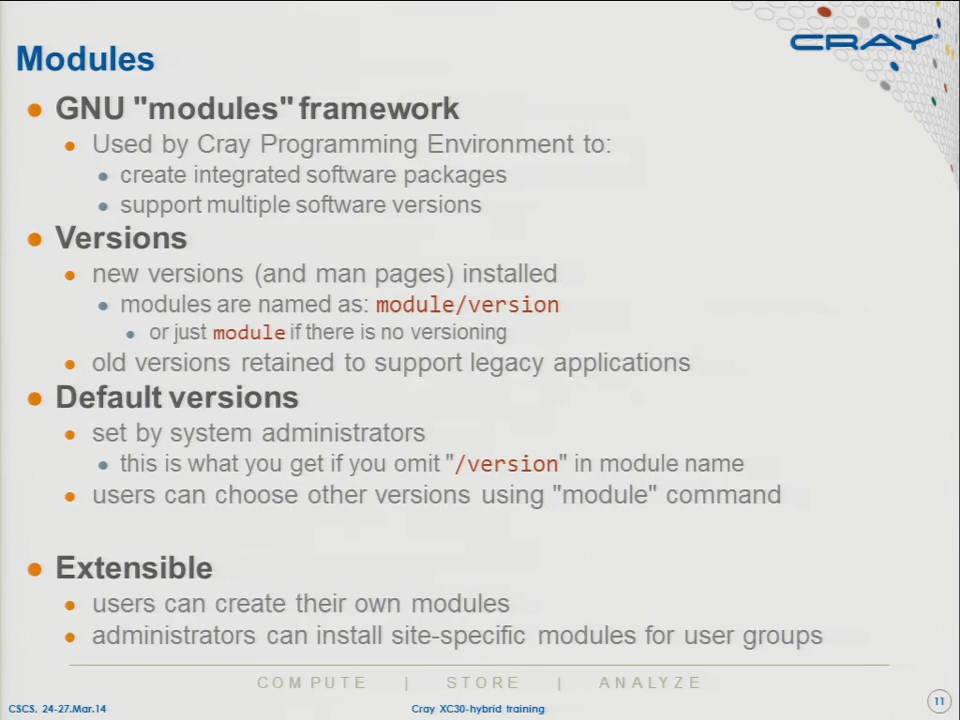 CRAY
Modules
GNU "modules" framework
Used by Cray Programming Environment to:
create integrated software packages
support multiple software versions
Versions
new versions (and man pages) installed
modules are named as: module/version
or just module if there is no versioning
old versions retained to support legacy applications
Default versions
set by system administrators
this is what you get if you omit "/version" in module name
users can choose other versions using "module" command
Extensible
users can create their own modules
administrators can install site-specific modules for user groups
COMPUTE | STORE | ANALYZE
CSCS, 24-27.Mar.14
Cray XC30-hybrid training
11